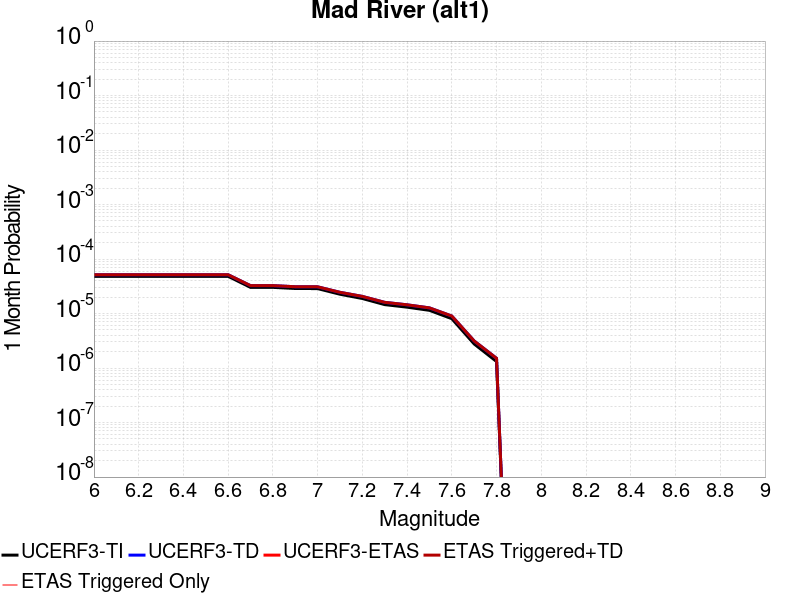 Mad River (alt1)
1 Month Probability
10^0
10^-1
10^-2
10^-3
10^-4
10^-5
10^-6
10^-7
10^-8
6 6.2 6.4 6.6 6.8 7 7.2 7.4 7.6 7.8 8 8.2 8.4 8.6 8.8 9
Magnitude
UCERF3-TI UCERF3-TD UCERF3-ETAS ETAS Triggered+TD
ETAS Triggered Only